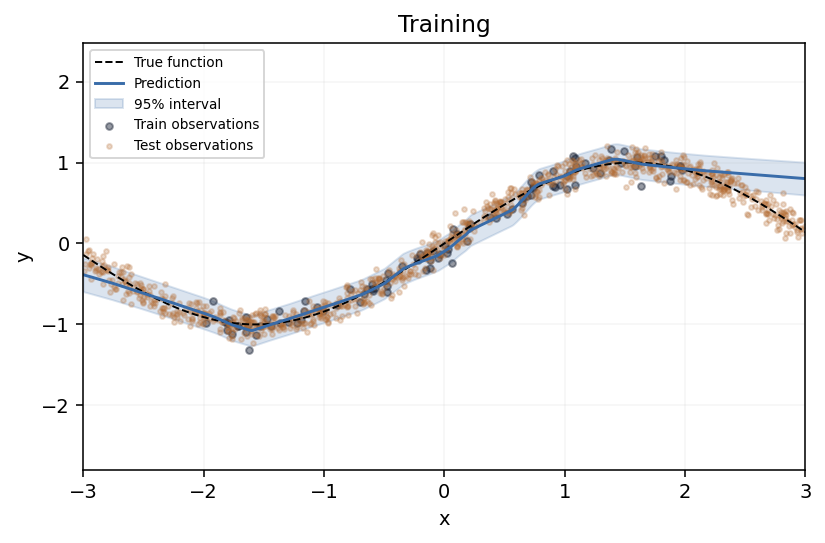 Training
True function
Prediction
95% interval
Train observations
Test observations
y
2
1
0
−1
−2
−3 −2 −1 0 1 2 3
x